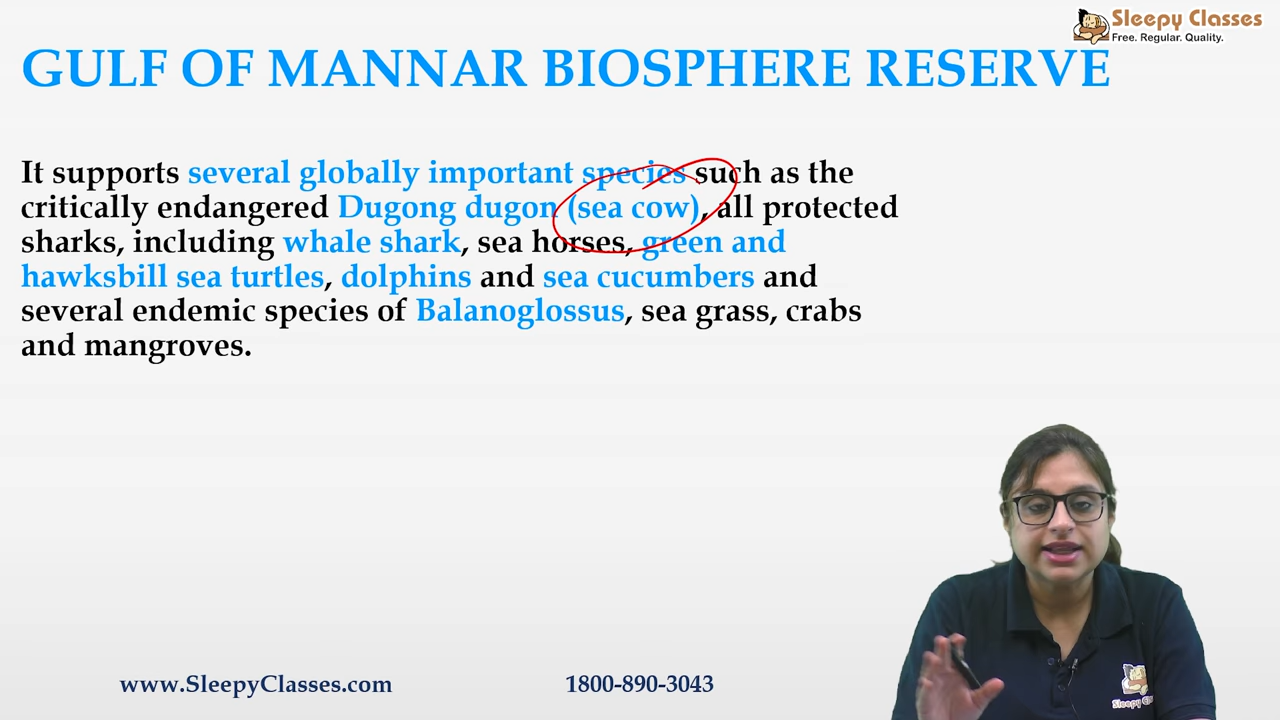 Sleepy Classes
Free. Regular. Quality.
GULF OF MANNAR BIOSPHERE RESERVE
It supports several globally important species such as the
critically endangered Dugong dugon (sea cow), all protected
sharks, including whale shark, sea horses, green and
hawksbill sea turtles, dolphins and sea cucumbers and
several endemic species of Balanoglossus, sea grass, crabs
and mangroves.
Sleepy Classes
www.SleepyClasses.com
1800-890-3043